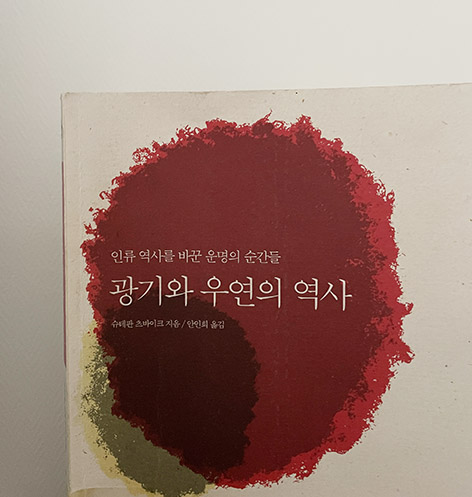 인류 역사를 바꾼 운명의 순간들
광기와 우연의 역사
슈테판 츠바이크 지음 / 안인희 옮김